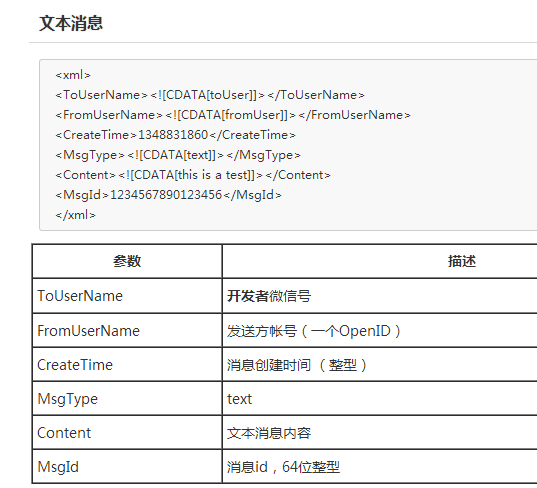 文本消息
<xml>
<ToUserName><![CDATA[toUser]]></ToUserName>
<FromUserName><![CDATA[fromUser]]></FromUserName>
<CreateTime>1348831860</CreateTime>
<MsgType><![CDATA[text]]></MsgType>
<Content><![CDATA[this is a test]]></Content>
<MsgId>1234567890123456</MsgId>
</xml>
参数 描述
ToUserName 开发者微信号
FromUserName 发送方帐号（一个OpenID）
CreateTime 消息创建时间 （整型）
MsgType text
Content 文本消息内容
MsgId 消息id，64位整型